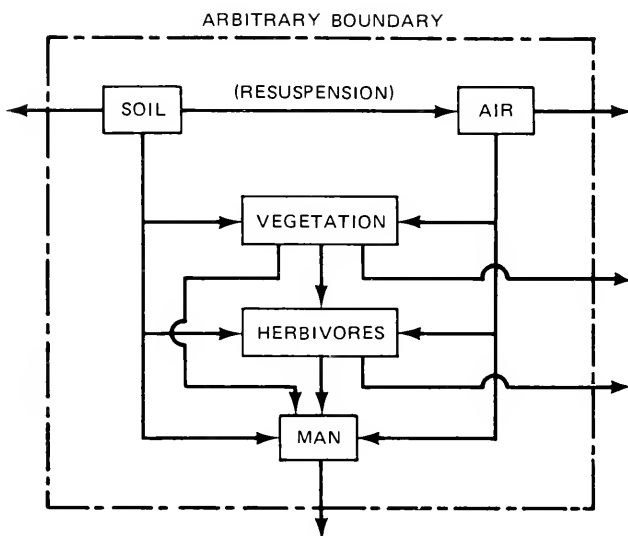 ARBITRARY BOUNDARY
SOIL
(RESUSPENSION)
AIR
VEGETATION
HERBIVORES
MAN